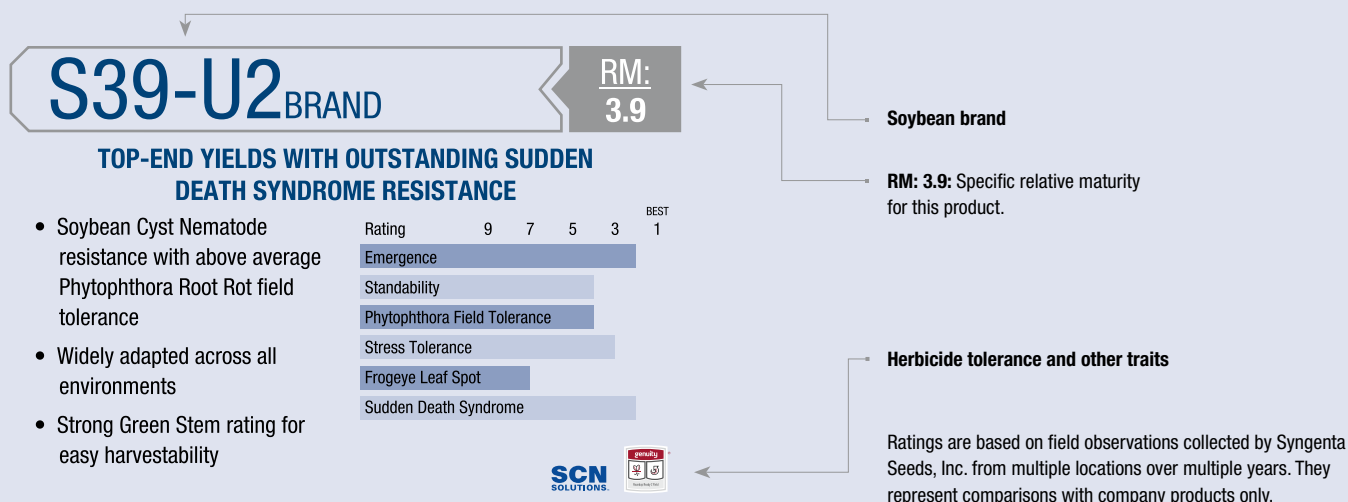 S39-U2BRAND
RM:
3.9
TOP-END YIELDS WITH OUTSTANDING SUDDEN
DEATH SYNDROME RESISTANCE
• Soybean Cyst Nematode
resistance with above average
Phytophthora Root Rot field
tolerance
• Widely adapted across all
environments
• Strong Green Stem rating for
easy harvestability
BEST
Rating 9 7 5 3 1
Emergence
Standability
Phytophthora Field Tolerance
Stress Tolerance
Frogeye Leaf Spot
Sudden Death Syndrome
SCN
SOLUTIONS.
genuity
Soybean brand
RM: 3.9: Specific relative maturity
for this product.
Herbicide tolerance and other traits
Ratings are based on field observations collected by Syngenta
Seeds, Inc. from multiple locations over multiple years. They
represent comparisons with company products only.